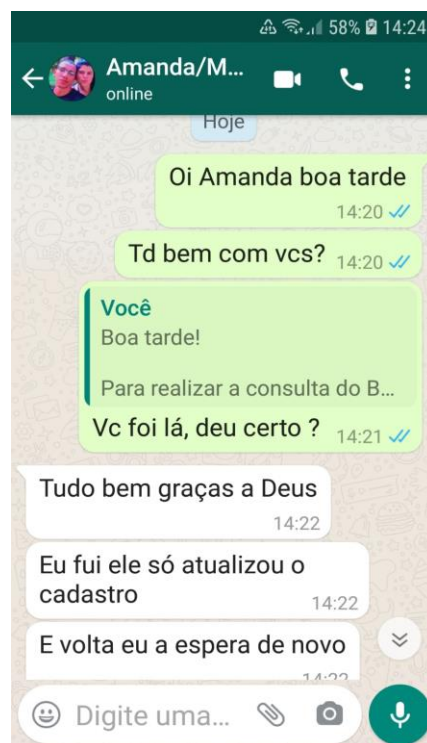 58% 14:24
Amanda/M...
online
Hoje
Oi Amanda boa tarde
14:20
Td bem com vcs? 14:20
Você
Boa tarde!
Para realizar a consulta do B...
Vc foi lá, deu certo ? 14:21
Tudo bem graças a Deus
14:22
Eu fui ele só atualizou o
cadastro 14:22
E volta eu a espera de novo
14:22
Digite uma...